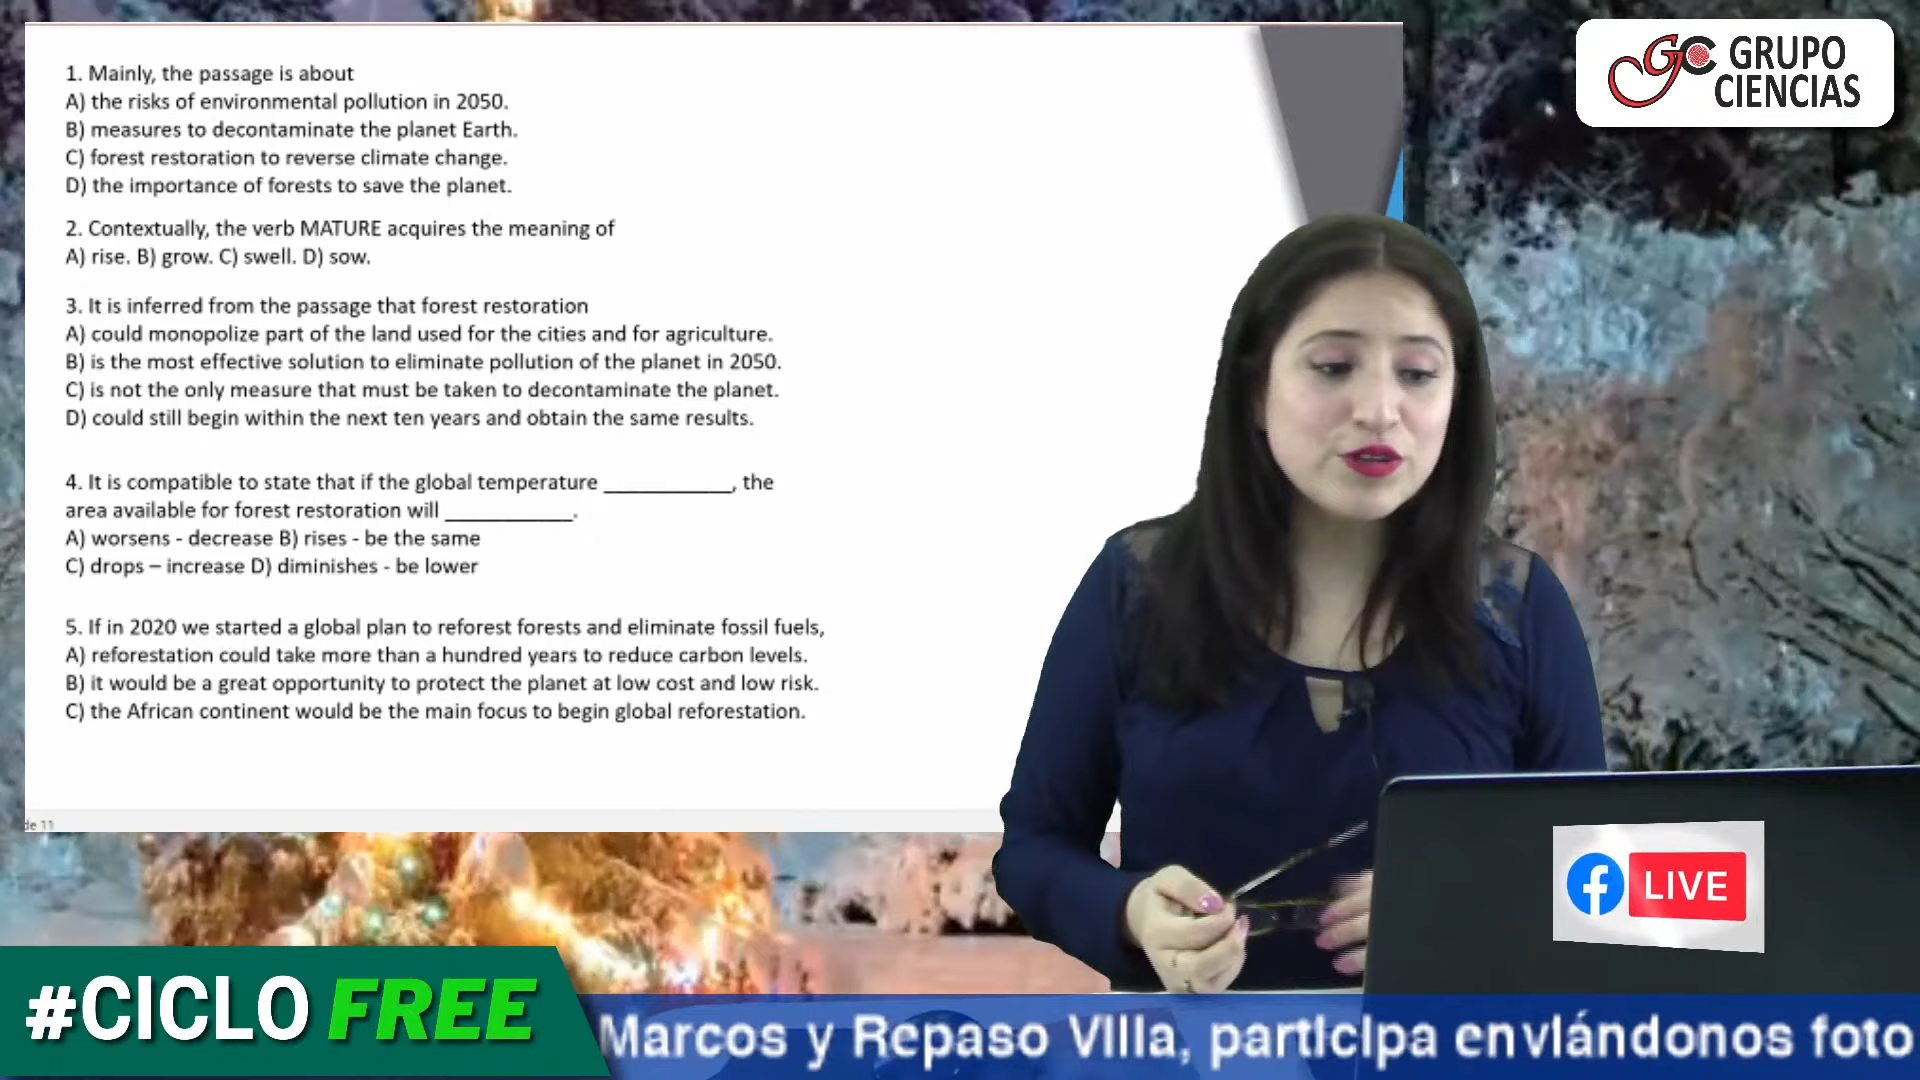 1. Mainly, the passage is about
A) the risks of environmental pollution in 2050.
B) measures to decontaminate the planet Earth.
C) forest restoration to reverse climate change.
D) the importance of forests to save the planet.
2. Contextually, the verb MATURE acquires the meaning of
A) rise. B) grow. C) swell. D) sow.
3. It is inferred from the passage that forest restoration
A) could monopolize part of the land used for the cities and for agriculture.
B) is the most effective solution to eliminate pollution of the planet in 2050.
C) is not the only measure that must be taken to decontaminate the planet.
D) could still begin within the next ten years and obtain the same results.
4. It is compatible to state that if the global temperature ___________, the
area available for forest restoration will ___________.
A) worsens - decrease B) rises - be the same
C) drops – increase D) diminishes - be lower
5. If in 2020 we started a global plan to reforest forests and eliminate fossil fuels,
A) reforestation could take more than a hundred years to reduce carbon levels.
B) it would be a great opportunity to protect the planet at low cost and low risk.
C) the African continent would be the main focus to begin global reforestation.
de 11
GC GRUPO
CIENCIAS
f LIVE
#CICLO FREE
Marcos y Repaso Villa, participa enviándonos foto